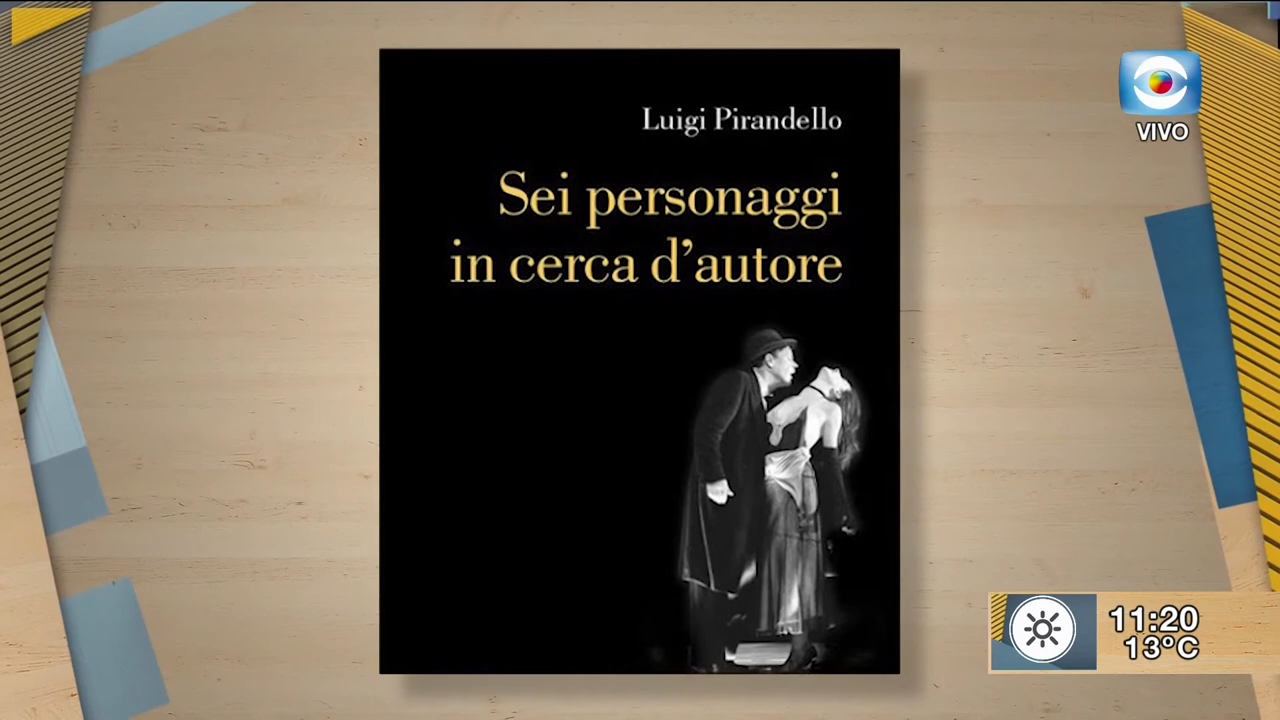 Luigi Pirandello
Sei personaggi
in cerca d'autore
VIVO
11:20
13°C